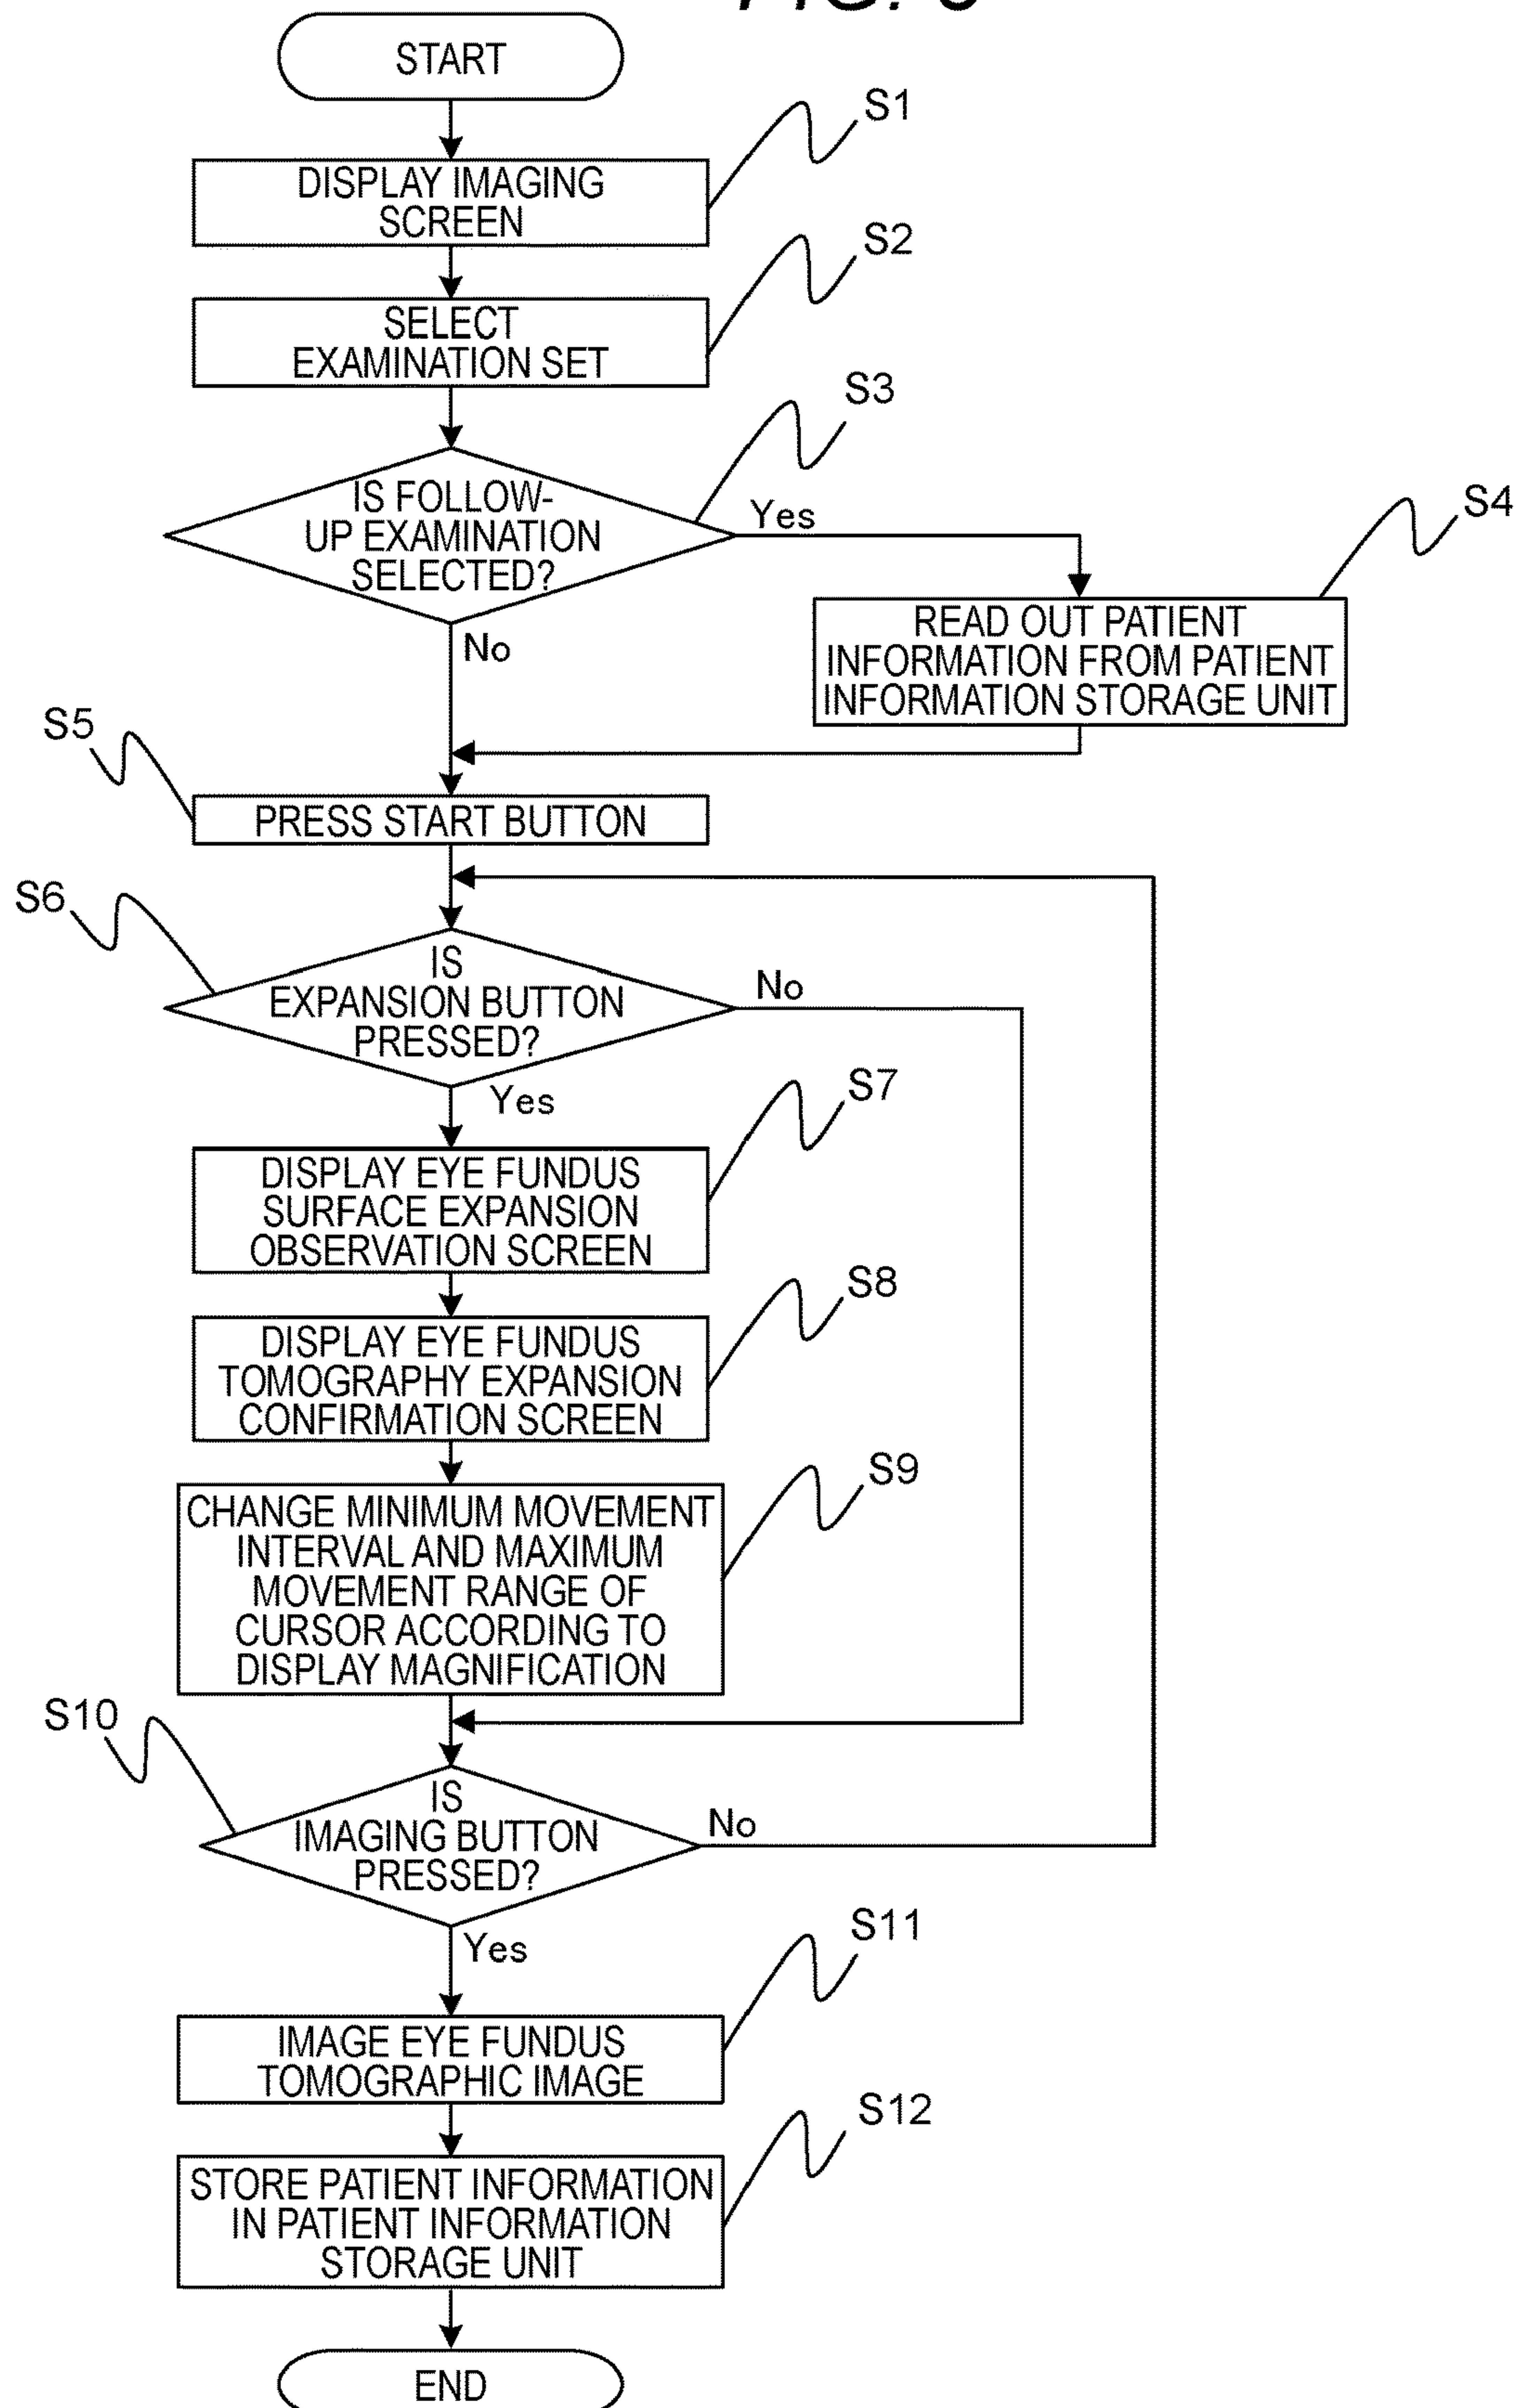 START
S1
DISPLAY IMAGING
SCREEN
S2
SELECT
EXAMINATION SET
S3
IS FOLLOW-
UP EXAMINATION
SELECTED?
Yes
No
S4
READ OUT PATIENT
INFORMATION FROM PATIENT
INFORMATION STORAGE UNIT
S5
PRESS START BUTTON
S6
IS
EXPANSION BUTTON
PRESSED?
No
Yes
S7
DISPLAY EYE FUNDUS
SURFACE EXPANSION
OBSERVATION SCREEN
S8
DISPLAY EYE FUNDUS
TOMOGRAPHY EXPANSION
CONFIRMATION SCREEN
S9
CHANGE MINIMUM MOVEMENT
INTERVAL AND MAXIMUM
MOVEMENT RANGE OF
CURSOR ACCORDING TO
DISPLAY MAGNIFICATION
S10
IS
IMAGING BUTTON
PRESSED?
No
Yes
S11
IMAGE EYE FUNDUS
TOMOGRAPHIC IMAGE
S12
STORE PATIENT INFORMATION
IN PATIENT INFORMATION
STORAGE UNIT
END